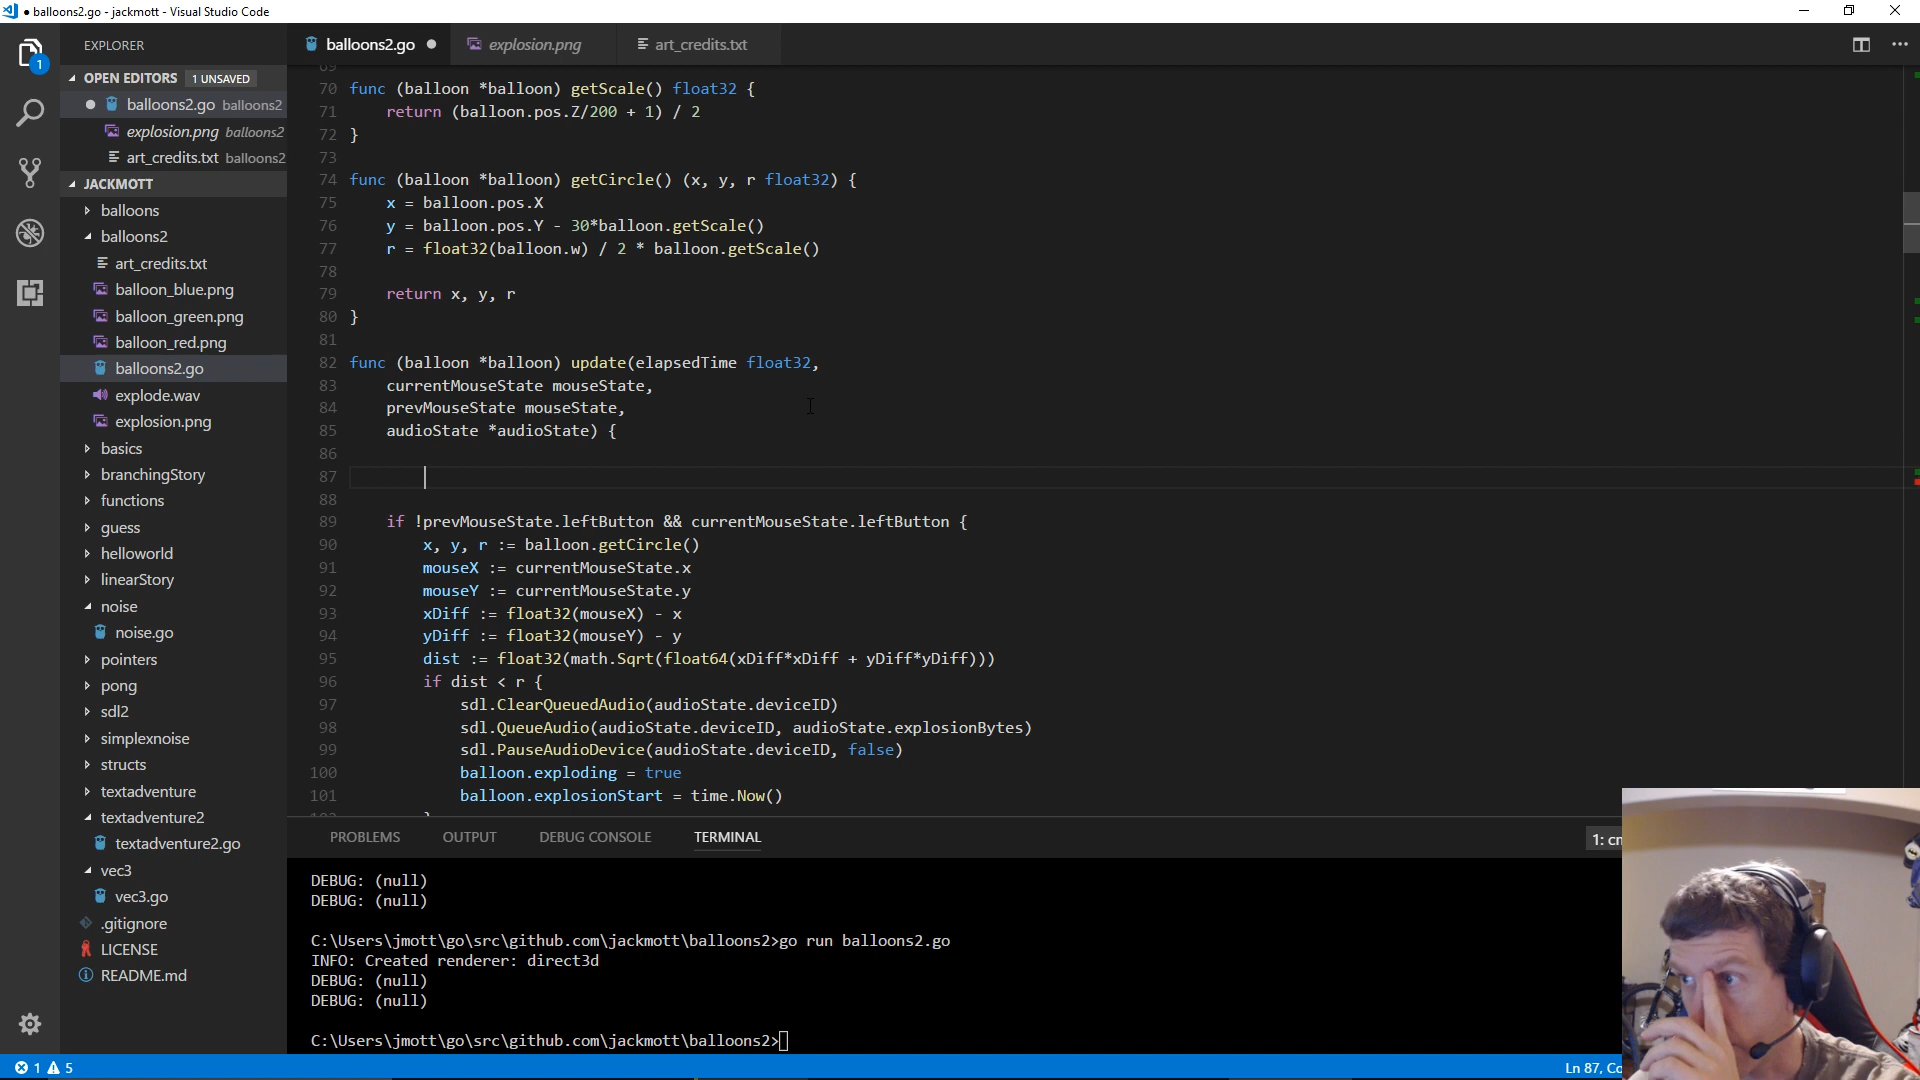 ● balloons2.go - jackmott - Visual Studio Code
EXPLORER
OPEN EDITORS 1 UNSAVED
● balloons2.go balloons2
explosion.png balloons2
art_credits.txt balloons2
JACKMOTT
balloons
balloons2
art_credits.txt
balloon_blue.png
balloon_green.png
balloon_red.png
balloons2.go
explode.wav
explosion.png
basics
branchingStory
functions
guess
helloworld
linearStory
noise
noise.go
pointers
pong
sdl2
simplexnoise
structs
textadventure
textadventure2
textadventure2.go
vec3
vec3.go
.gitignore
LICENSE
README.md
1
balloons2.go ● explosion.png art_credits.txt
69
70 func (balloon *balloon) getScale() float32 {
71 return (balloon.pos.Z/200 + 1) / 2
72 }
73
74 func (balloon *balloon) getCircle() (x, y, r float32) {
75 x = balloon.pos.X
76 y = balloon.pos.Y - 30*balloon.getScale()
77 r = float32(balloon.w) / 2 * balloon.getScale()
78
79 return x, y, r
80 }
81
82 func (balloon *balloon) update(elapsedTime float32,
83 currentMouseState mouseState,
84 prevMouseState mouseState,
85 audioState *audioState) {
86
87
88
89 if !prevMouseState.leftButton && currentMouseState.leftButton {
90 x, y, r := balloon.getCircle()
91 mouseX := currentMouseState.x
92 mouseY := currentMouseState.y
93 xDiff := float32(mouseX) - x
94 yDiff := float32(mouseY) - y
95 dist := float32(math.Sqrt(float64(xDiff*xDiff + yDiff*yDiff)))
96 if dist < r {
97 sdl.ClearQueuedAudio(audioState.deviceID)
98 sdl.QueueAudio(audioState.deviceID, audioState.explosionBytes)
99 sdl.PauseAudioDevice(audioState.deviceID, false)
100 balloon.exploding = true
101 balloon.explosionStart = time.Now()
PROBLEMS OUTPUT DEBUG CONSOLE TERMINAL 1: cm
DEBUG: (null)
DEBUG: (null)
C:\Users\jmott\go\src\github.com\jackmott\balloons2>go run balloons2.go
INFO: Created renderer: direct3d
DEBUG: (null)
DEBUG: (null)
C:\Users\jmott\go\src\github.com\jackmott\balloons2>
1 5
Ln 87, Co